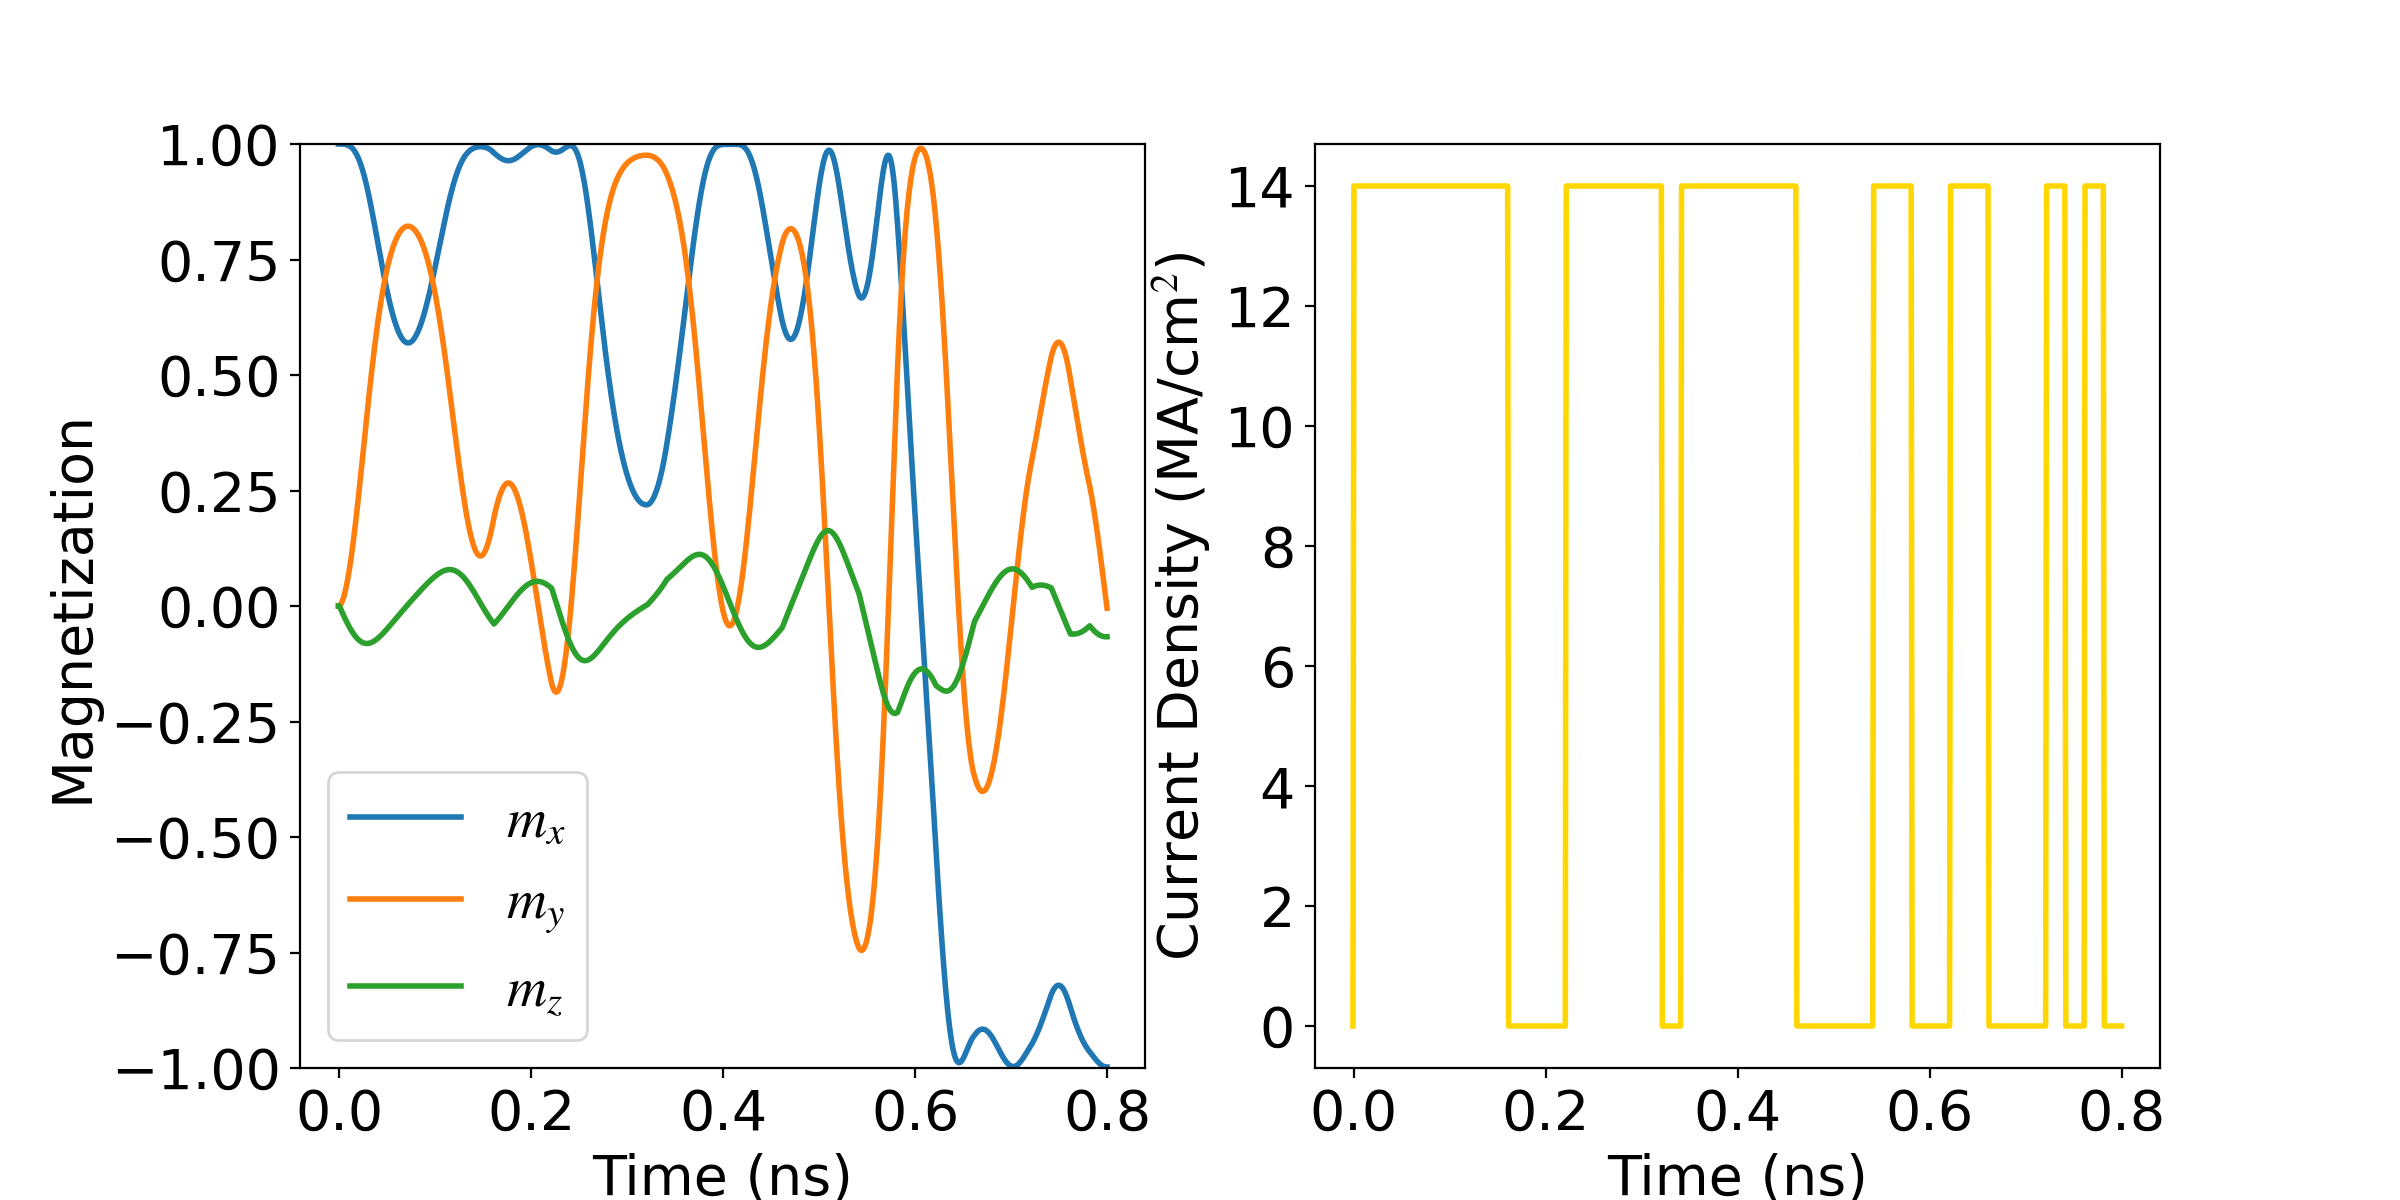 Magnetization
1.00
0.75
0.50
0.25
0.00
−0.25
−0.50
−0.75
−1.00
m_x
m_y
m_z
0.0 0.2 0.4 0.6 0.8
Time (ns)
Current Density (MA/cm²)
14
12
10
8
6
4
2
0
0.0 0.2 0.4 0.6 0.8
Time (ns)